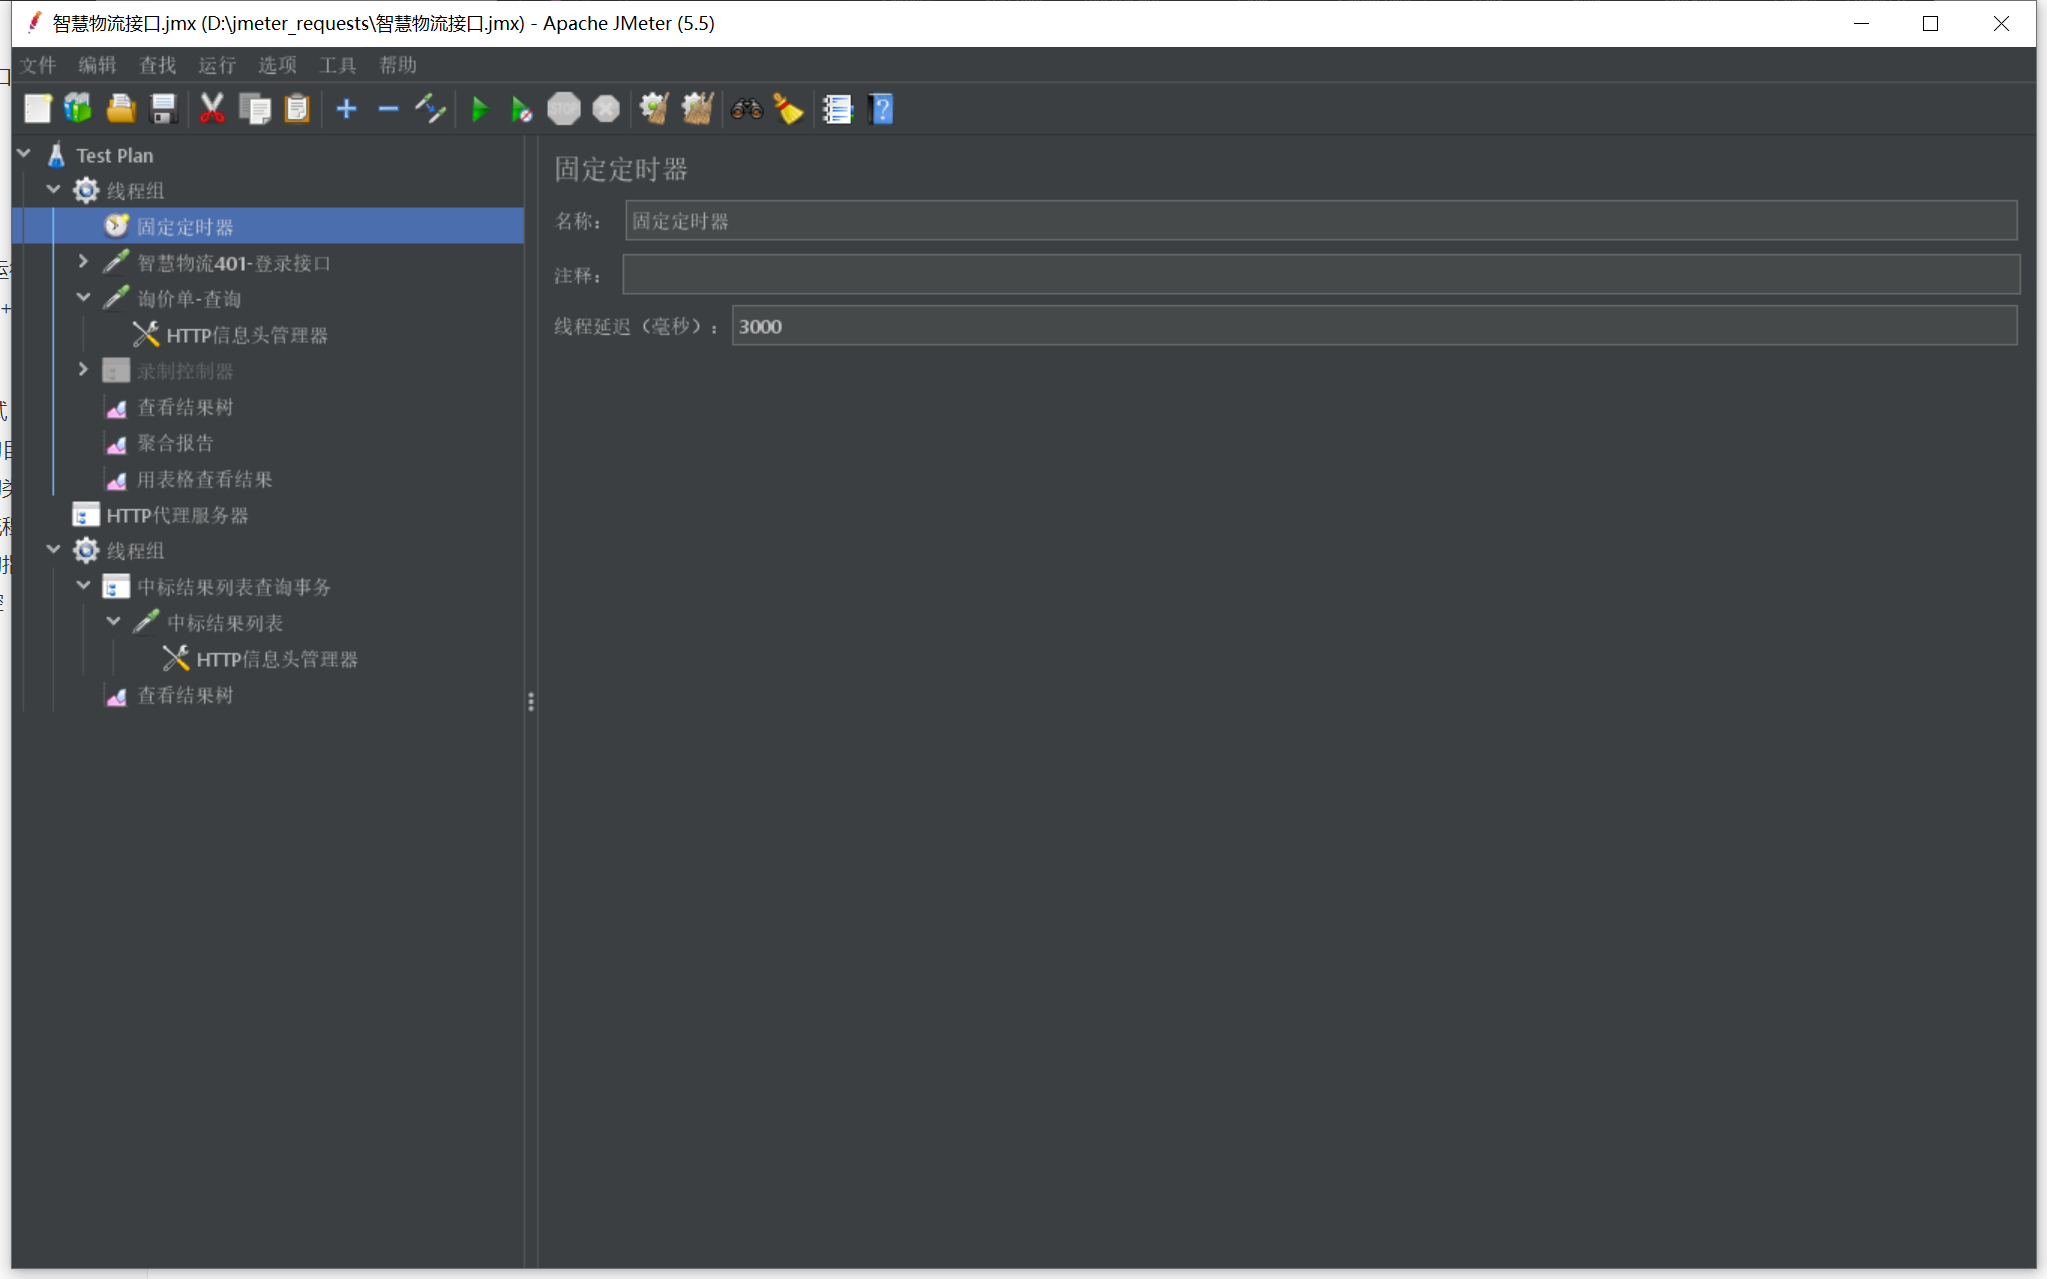 智慧物流接口.jmx (D:\jmeter_requests\智慧物流接口.jmx) - Apache JMeter (5.5)
文件 编辑 查找 运行 选项 工具 帮助
STOP
Test Plan
线程组
固定定时器
智慧物流401-登录接口
询价单-查询
HTTP信息头管理器
录制控制器
查看结果树
聚合报告
用表格查看结果
HTTP代理服务器
线程组
中标结果列表查询事务
中标结果列表
HTTP信息头管理器
查看结果树
固定定时器
名称： 固定定时器
注释：
线程延迟（毫秒）： 3000